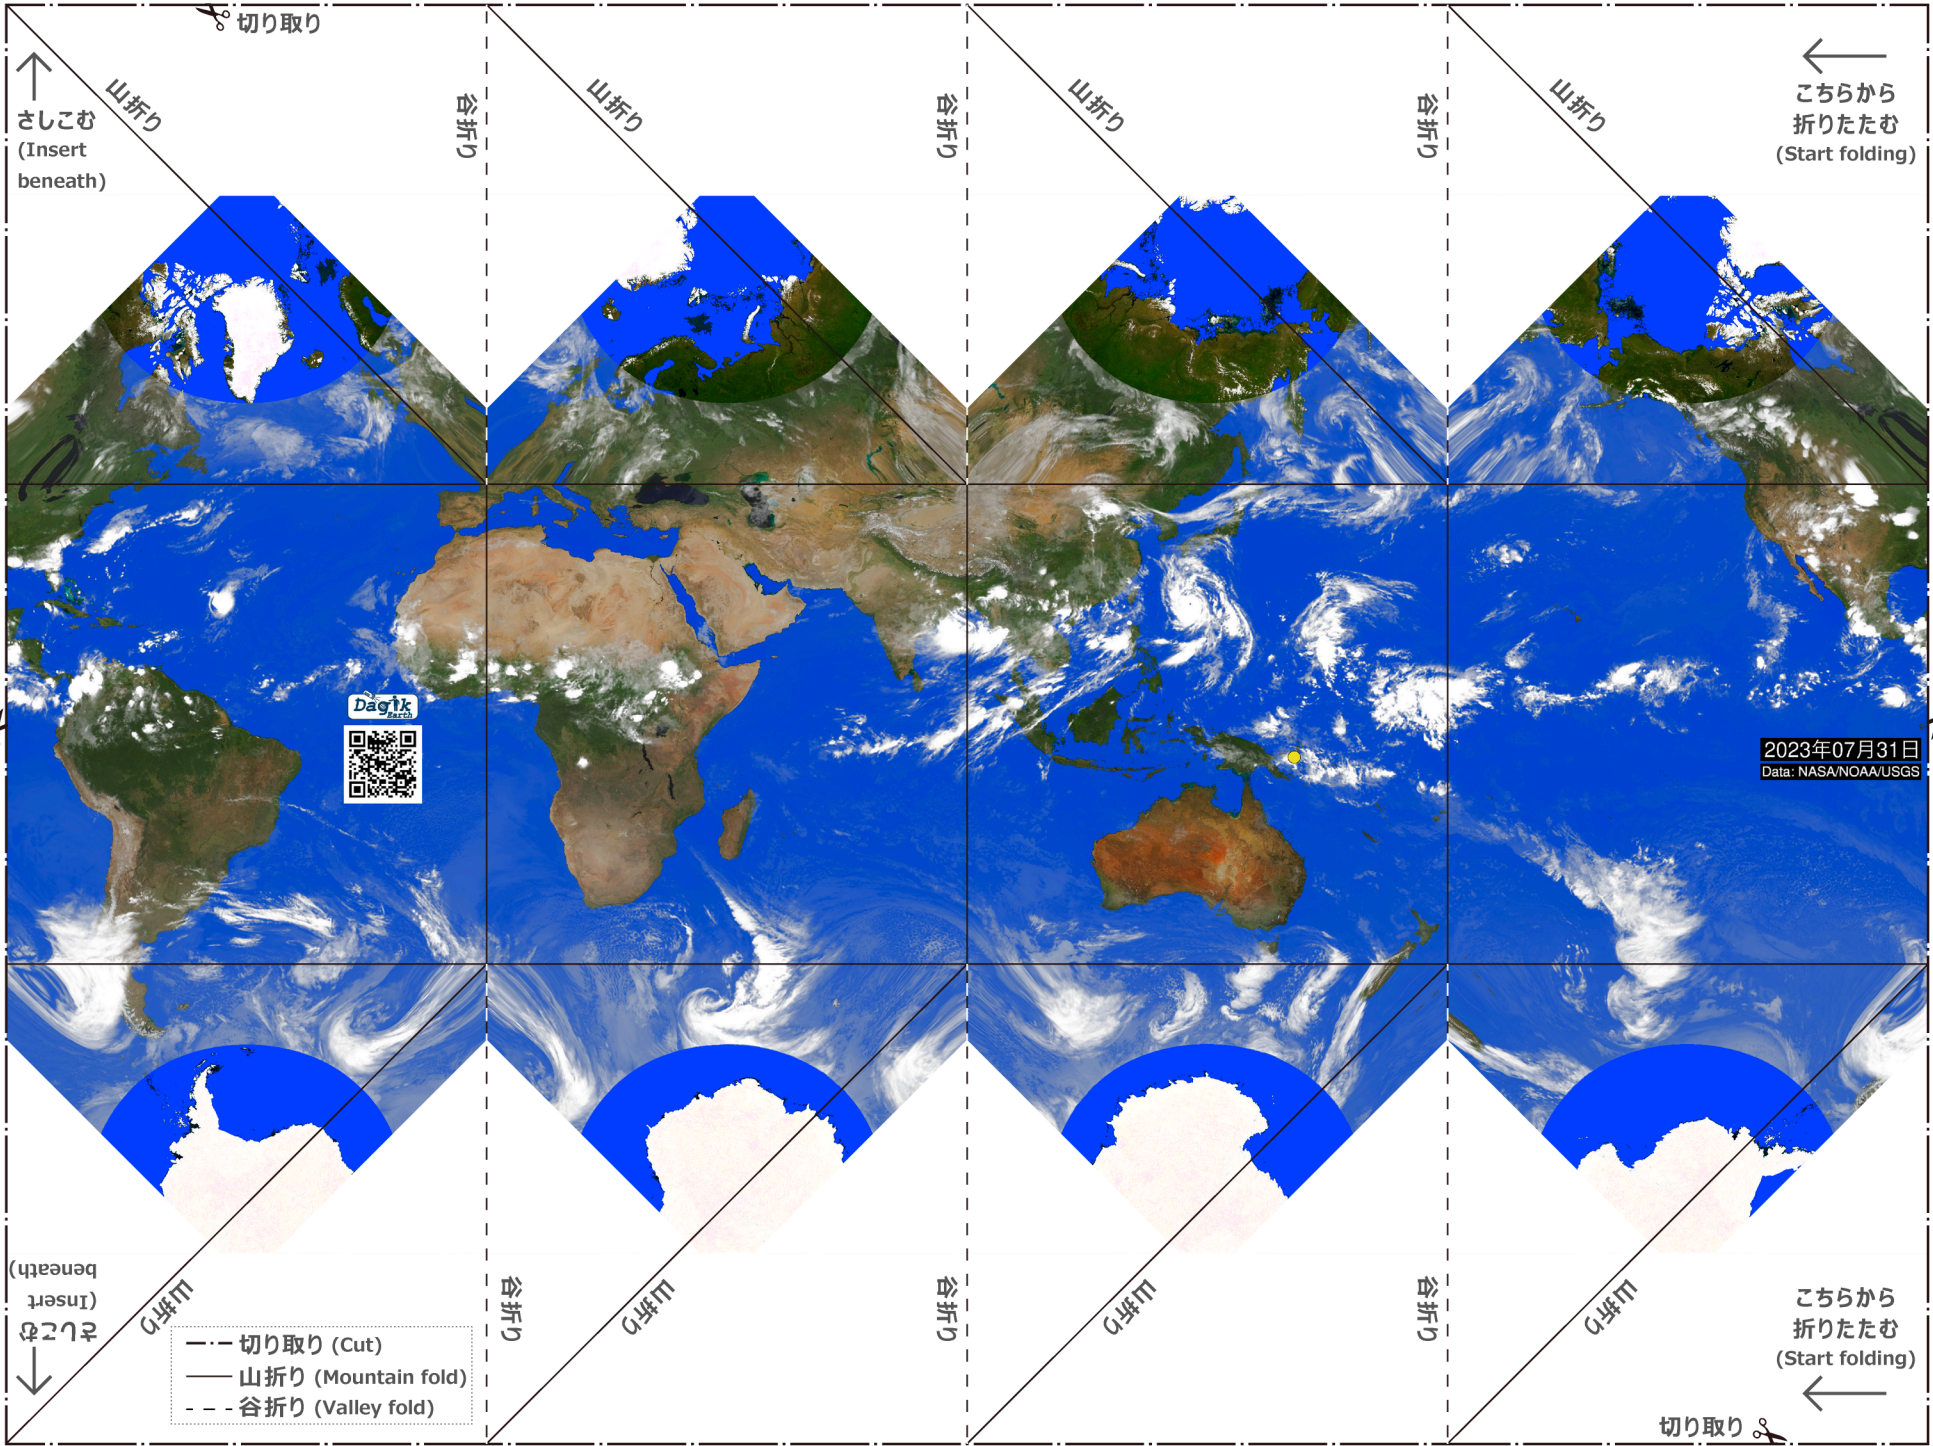 切り取り
さしこむ
(Insert
beneath)
山折り
谷折り
山折り
谷折り
山折り
谷折り
山折り
こちらから
折りたたむ
(Start folding)
Dagik
Earth
2023年07月31日
Data: NASA/NOAA/USGS
さしこむ
(Insert
beneath)
山折り
谷折り
山折り
谷折り
山折り
谷折り
山折り
こちらから
折りたたむ
(Start folding)
切り取り (Cut)
山折り (Mountain fold)
谷折り (Valley fold)
切り取り